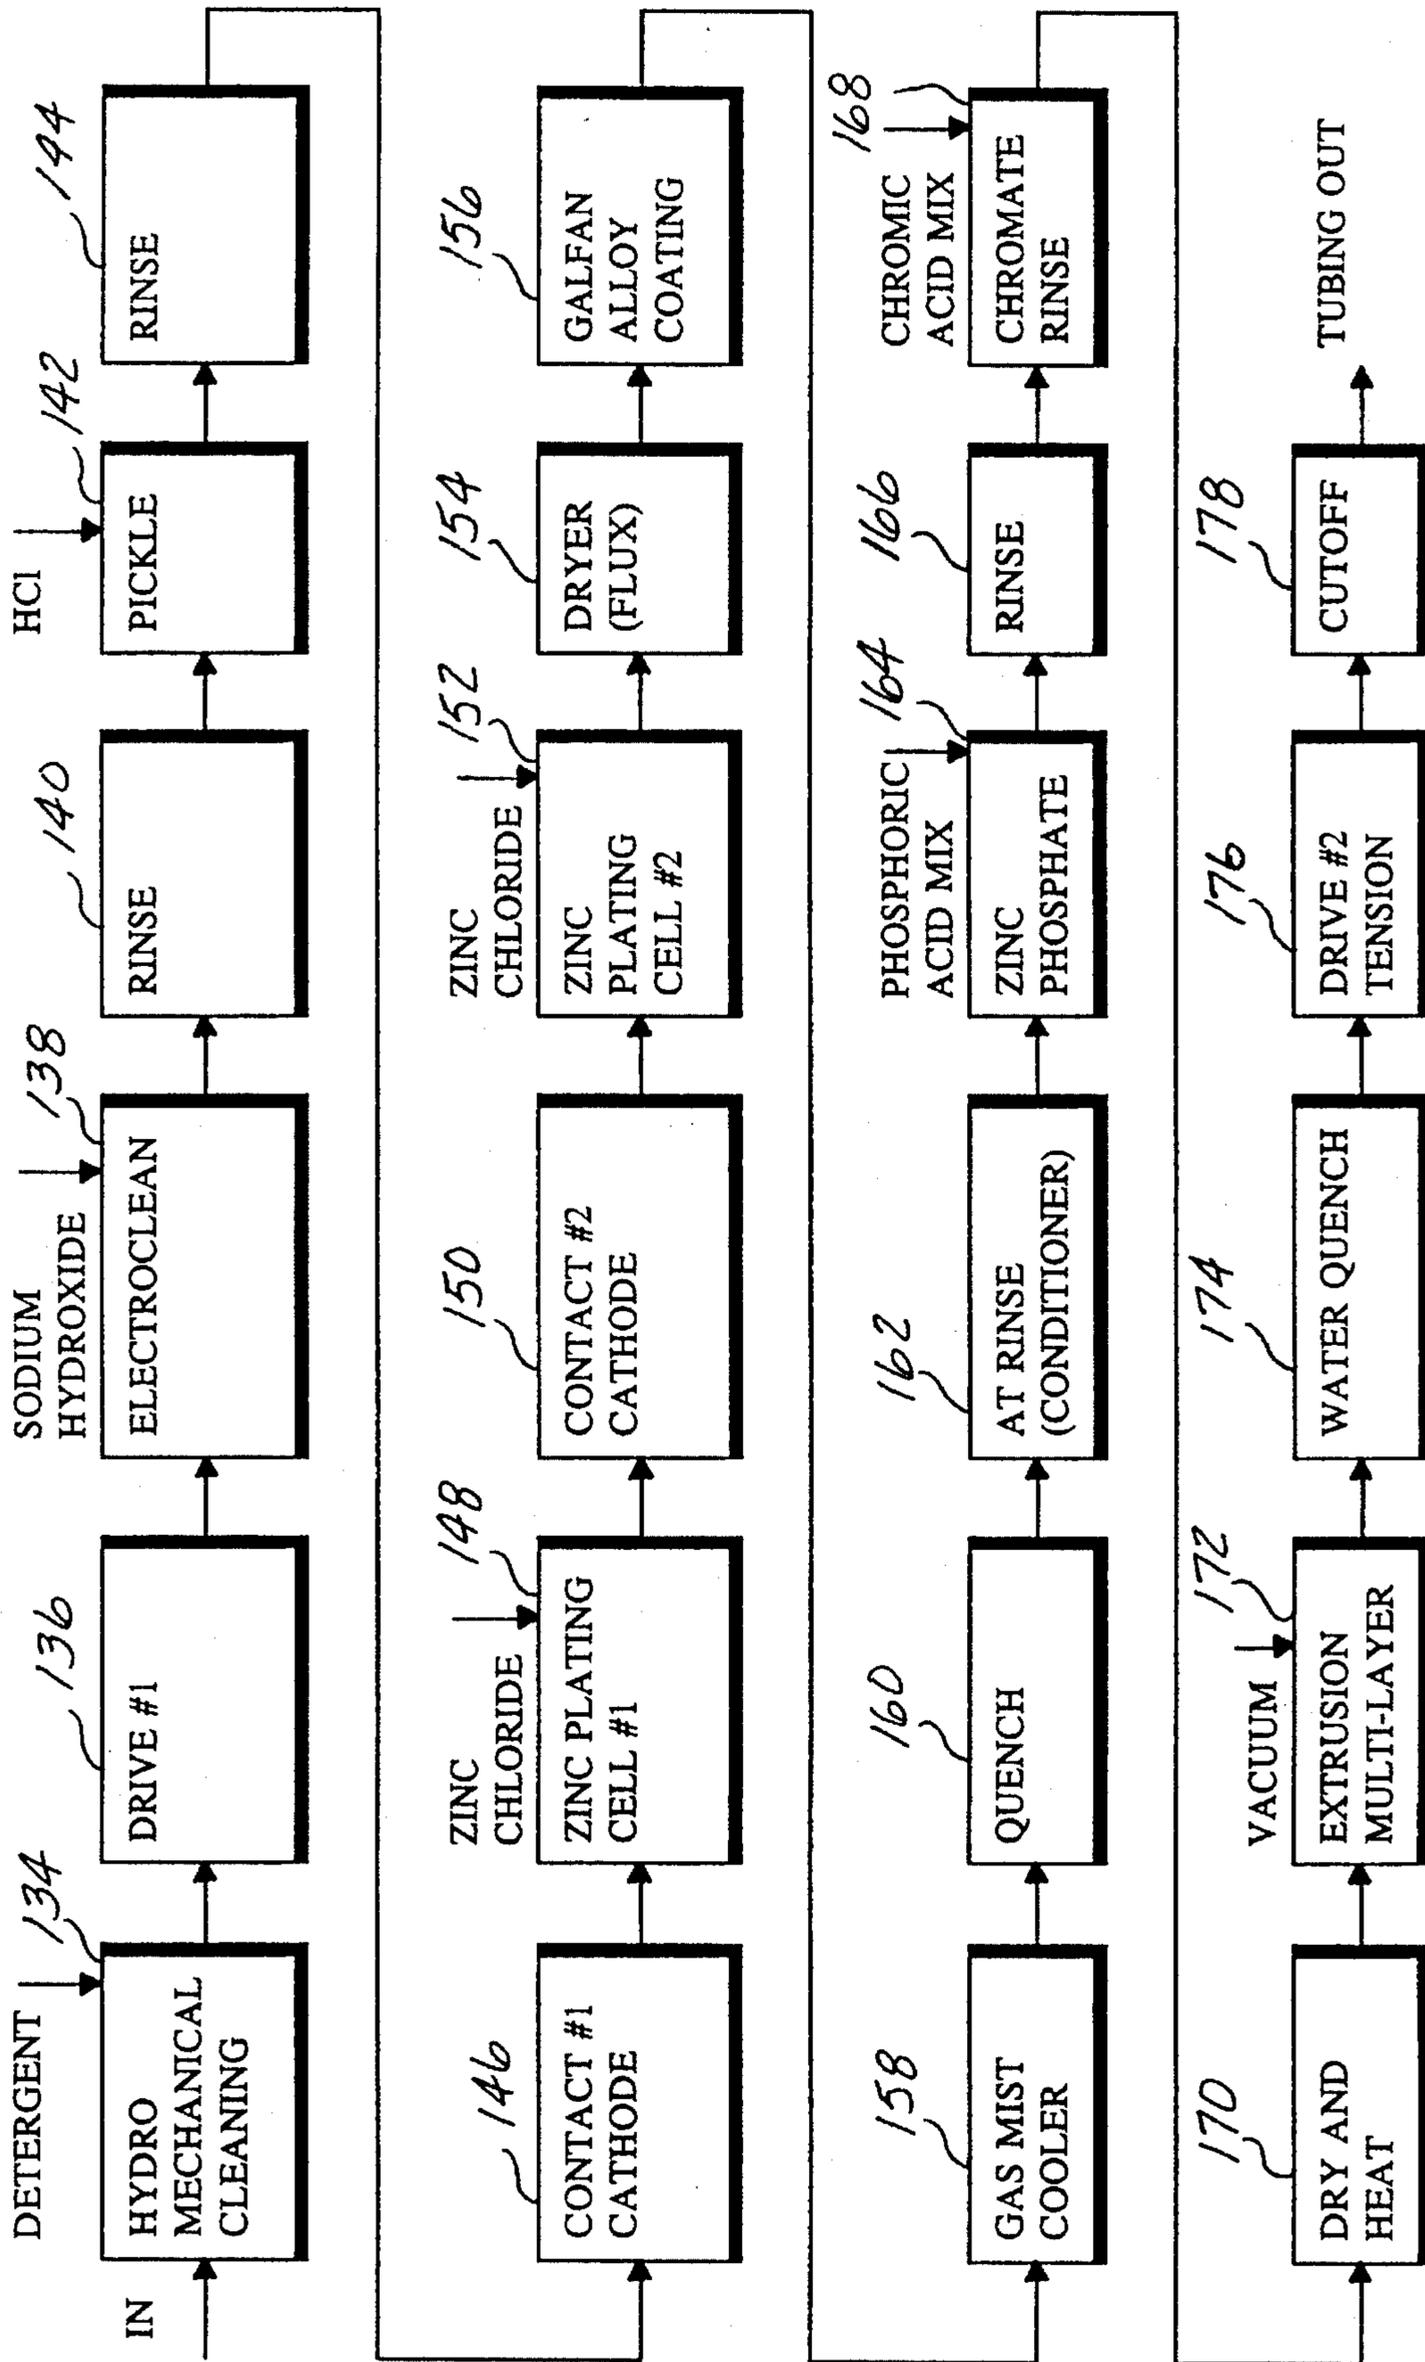 DETERGENT
134
IN
HYDRO
MECHANICAL
CLEANING
136
DRIVE #1
SODIUM
HYDROXIDE
138
ELECTROCLEAN
140
RINSE
HCl
142
PICKLE
144
RINSE
146
CONTACT #1
CATHODE
ZINC
CHLORIDE
148
ZINC PLATING
CELL #1
150
CONTACT #2
CATHODE
ZINC
CHLORIDE
152
ZINC
PLATING
CELL #2
154
DRYER
(FLUX)
156
GALFAN
ALLOY
COATING
158
GAS MIST
COOLER
160
QUENCH
162
AT RINSE
(CONDITIONER)
PHOSPHORIC
ACID MIX
164
ZINC
PHOSPHATE
166
RINSE
CHROMIC
ACID MIX
168
CHROMATE
RINSE
170
DRY AND
HEAT
VACUUM
172
EXTRUSION
MULTI-LAYER
174
WATER QUENCH
176
DRIVE #2
TENSION
178
CUTOFF
TUBING OUT